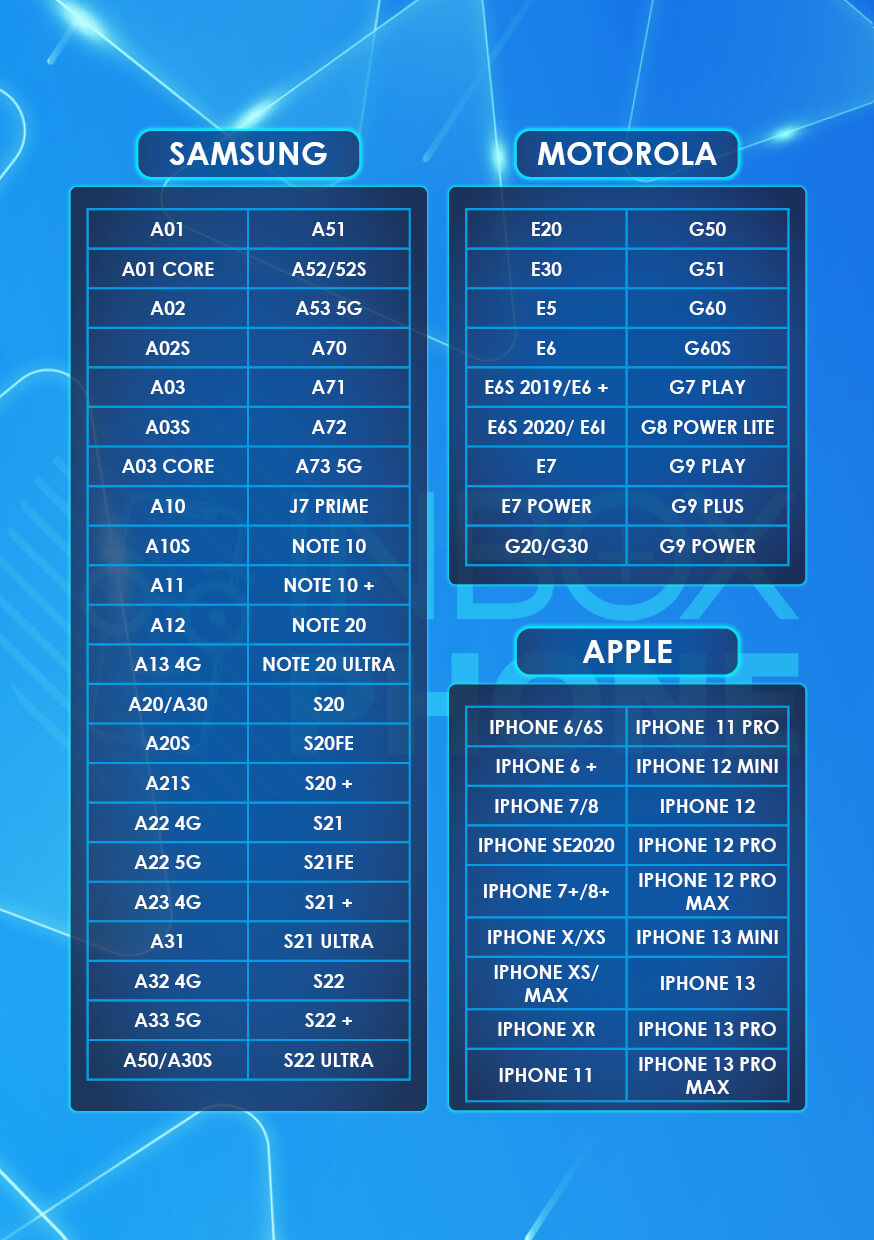 SAMSUNG
A01 A51
A01 CORE A52/52S
A02 A53 5G
A02S A70
A03 A71
A03S A72
A03 CORE A73 5G
A10 J7 PRIME
A10S NOTE 10
A11 NOTE 10 +
A12 NOTE 20
A13 4G NOTE 20 ULTRA
A20/A30 S20
A20S S20FE
A21S S20 +
A22 4G S21
A22 5G S21FE
A23 4G S21 +
A31 S21 ULTRA
A32 4G S22
A33 5G S22 +
A50/A30S S22 ULTRA
MOTOROLA
E20 G50
E30 G51
E5 G60
E6 G60S
E6S 2019/E6 + G7 PLAY
E6S 2020/ E6I G8 POWER LITE
E7 G9 PLAY
E7 POWER G9 PLUS
G20/G30 G9 POWER
APPLE
IPHONE 6/6S IPHONE 11 PRO
IPHONE 6 + IPHONE 12 MINI
IPHONE 7/8 IPHONE 12
IPHONE SE2020 IPHONE 12 PRO
IPHONE 7+/8+ IPHONE 12 PRO
MAX
IPHONE X/XS IPHONE 13 MINI
IPHONE XS/
MAX IPHONE 13
IPHONE XR IPHONE 13 PRO
IPHONE 11 IPHONE 13 PRO
MAX
INBOX
PHONE